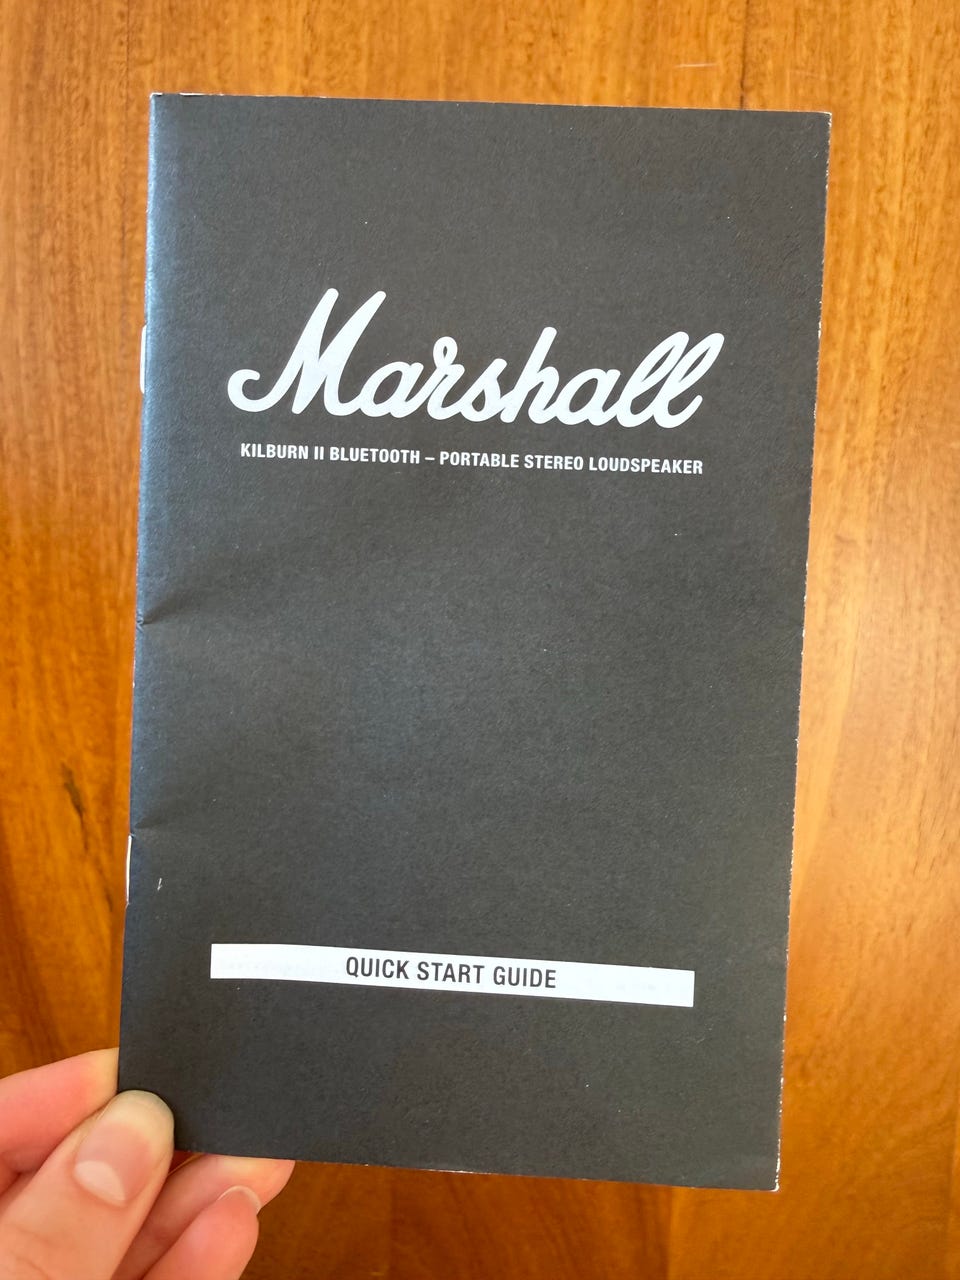 Marshall
KILBURN II BLUETOOTH – PORTABLE STEREO LOUDSPEAKER
QUICK START GUIDE